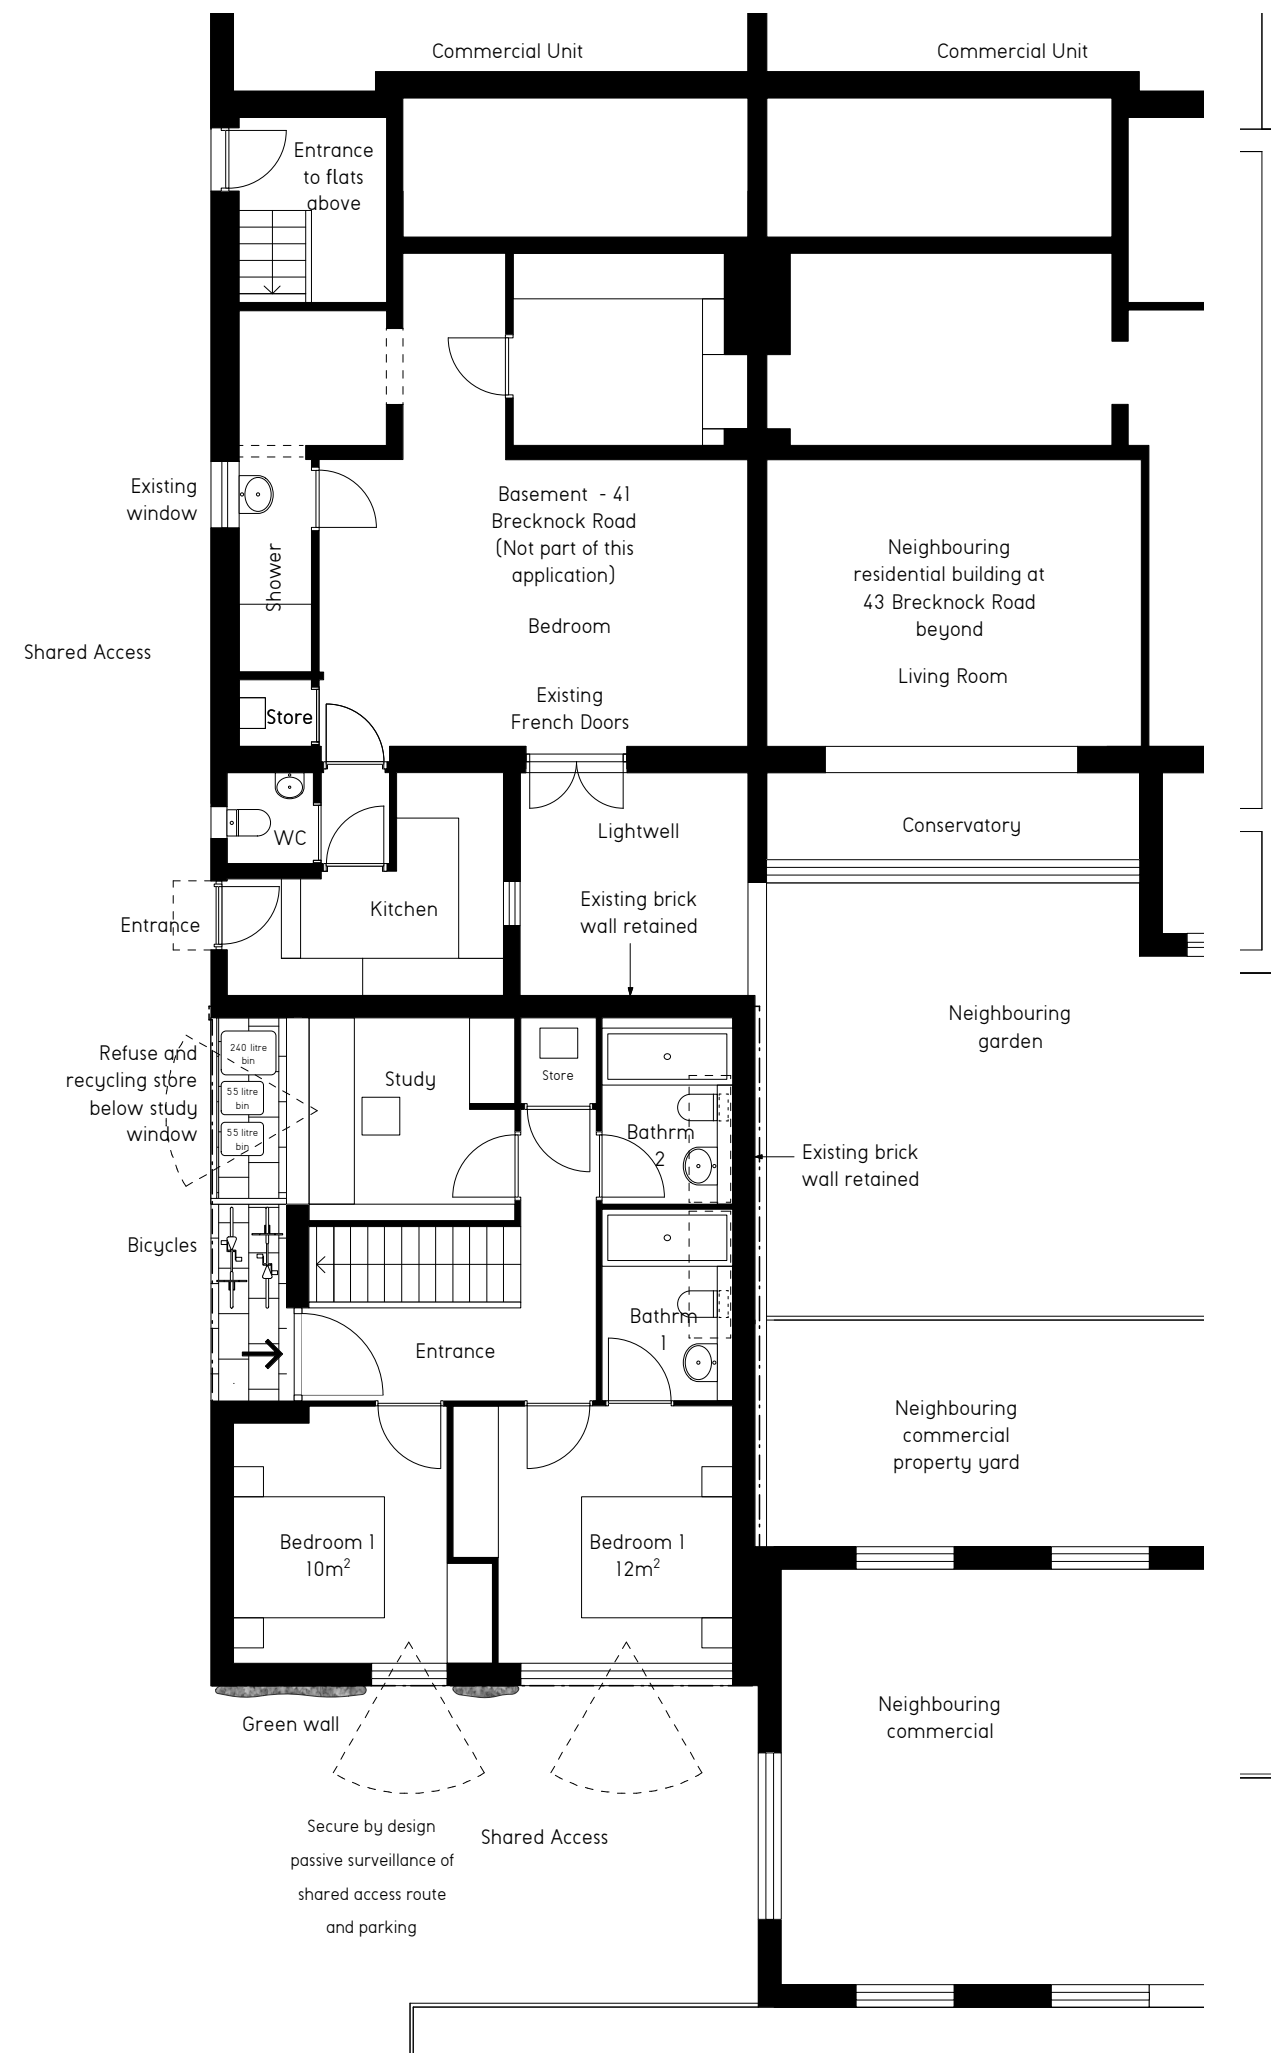 Commercial Unit
Commercial Unit
Entrance
to flats
above
Existing
window
Shower
Basement - 41
Brecknock Road
(Not part of this
application)
Bedroom
Neighbouring
residential building at
43 Brecknock Road
beyond
Living Room
Shared Access
Store
Existing
French Doors
WC
Lightwell
Conservatory
Entrance
Kitchen
Existing brick
wall retained
Neighbouring
garden
Refuse and
recycling store
below study
window
240 litre
bin
55 litre
bin
55 litre
bin
Study
Store
Bathrm
2
Existing brick
wall retained
Bicycles
Bathrm
1
Entrance
Neighbouring
commercial
property yard
Bedroom 1
10m²
Bedroom 1
12m²
Green wall
Neighbouring
commercial
Secure by design
passive surveillance of
shared access route
and parking
Shared Access